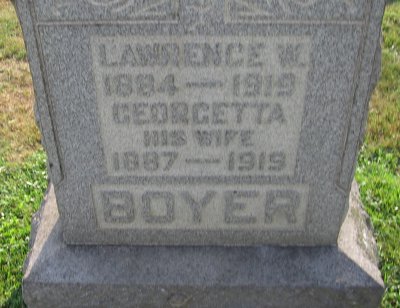 LAWRENCE W.
1884 — 1919
GEORGETTA
HIS WIFE
1887 — 1919
BOYER